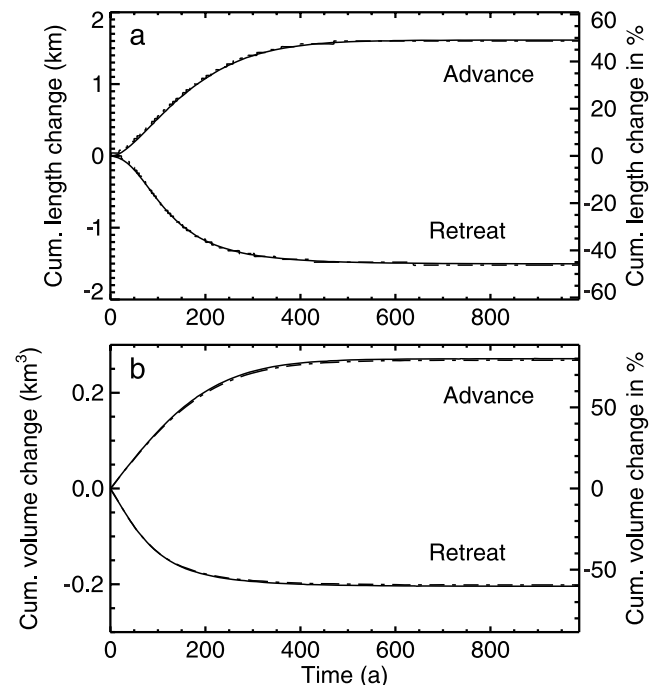 a
Cum. length change (km)
2
1
0
-1
-2
60
40
20
0
-20
-40
-60
Cum. length change in %
Advance
Retreat
0 200 400 600 800
b
Cum. volume change (km³)
0.2
0.0
-0.2
50
0
-50
Cum. volume change in %
Advance
Retreat
0 200 400 600 800
Time (a)